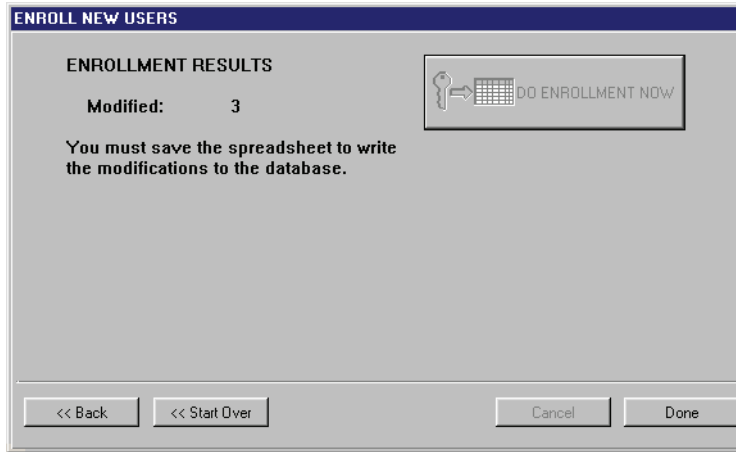 ENROLL NEW USERS
ENROLLMENT RESULTS
DO ENROLLMENT NOW
Modified: 3
You must save the spreadsheet to write
the modifications to the database.
<< Back
<< Start Over
Cancel
Done